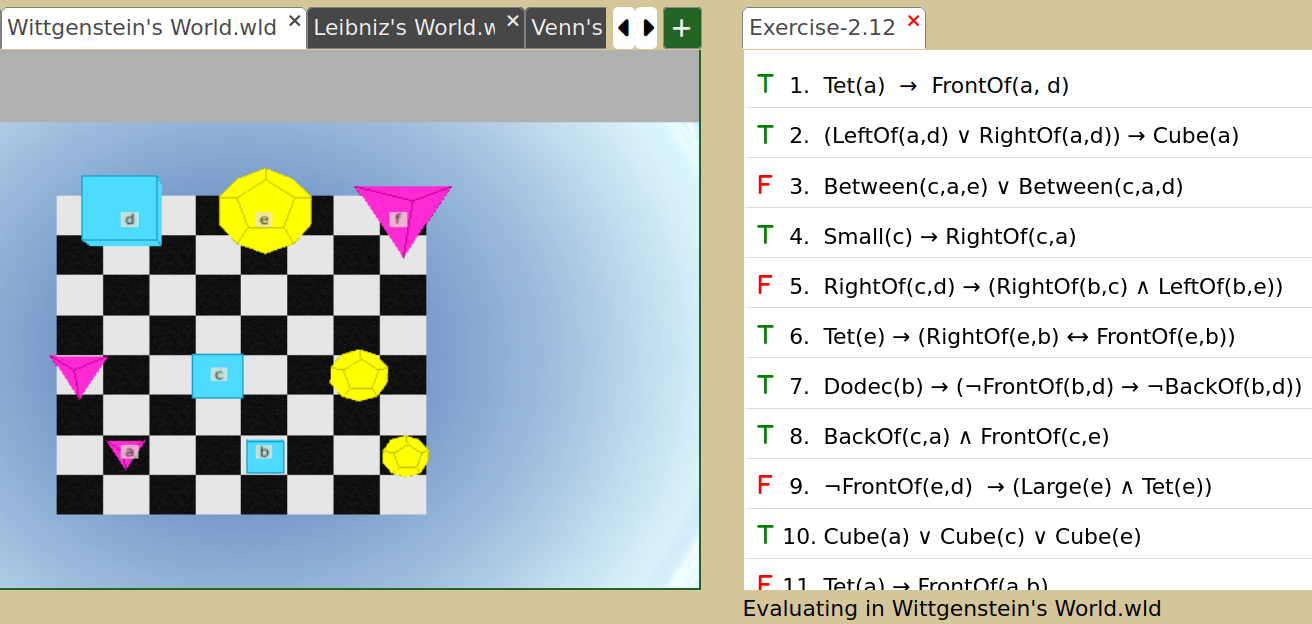 Wittgenstein's World.wld × Leibniz's World.w × Venn's + Exercise-2.12 ×
d e f
c
a b
T 1. Tet(a) → FrontOf(a, d)
T 2. (LeftOf(a,d) ∨ RightOf(a,d)) → Cube(a)
F 3. Between(c,a,e) ∨ Between(c,a,d)
T 4. Small(c) → RightOf(c,a)
F 5. RightOf(c,d) → (RightOf(b,c) ∧ LeftOf(b,e))
T 6. Tet(e) → (RightOf(e,b) ↔ FrontOf(e,b))
T 7. Dodec(b) → (¬FrontOf(b,d) → ¬BackOf(b,d))
T 8. BackOf(c,a) ∧ FrontOf(c,e)
F 9. ¬FrontOf(e,d) → (Large(e) ∧ Tet(e))
T 10. Cube(a) ∨ Cube(c) ∨ Cube(e)
F 11. Tet(a) → FrontOf(a,b)
Evaluating in Wittgenstein's World.wld